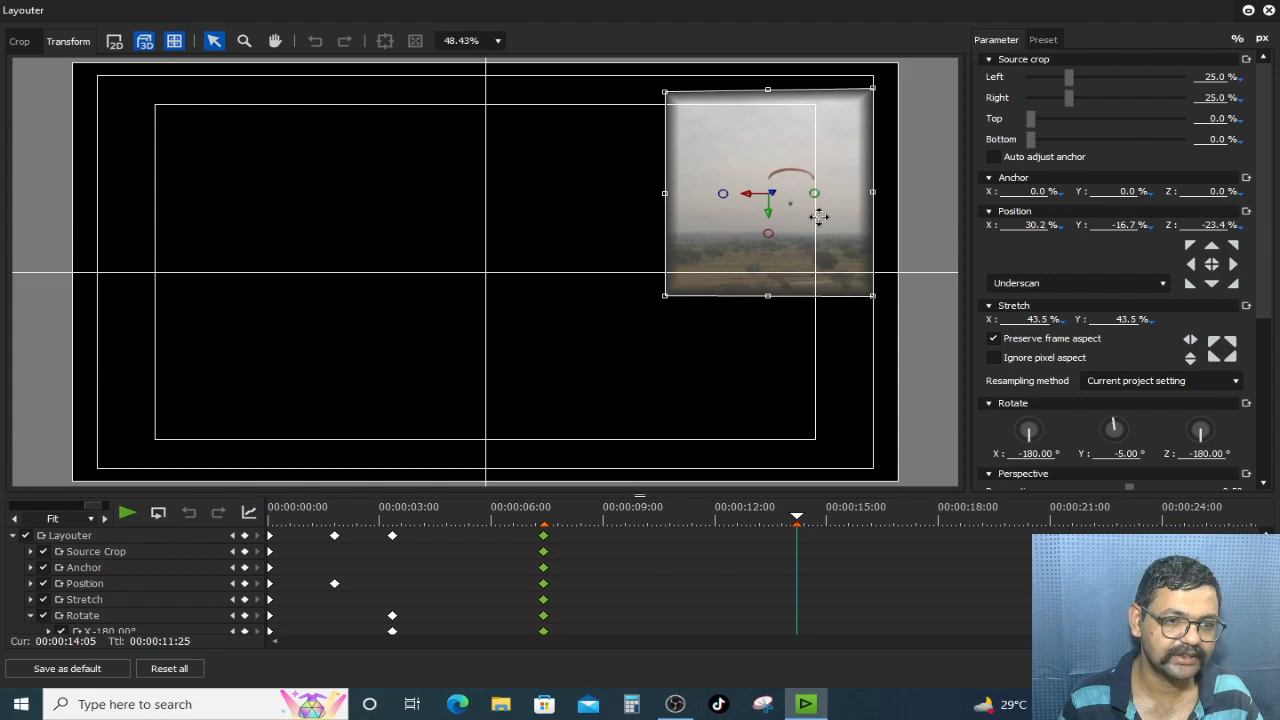 Layouter
Crop Transform 2D 3D 48.43% Parameter Preset % px
Source crop
Left 25.0 %
Right 25.0 %
Top 0.0 %
Bottom 0.0 %
Auto adjust anchor
Anchor
X : 0.0 % Y : 0.0 % Z : 0.0 %
Position
X : 30.2 % Y : -16.7 % Z : -23.4 %
Underscan
Stretch
X : 43.5 % Y : 43.5 %
Preserve frame aspect
Ignore pixel aspect
Resampling method Current project setting
Rotate
X : -180.00 ° Y : -5.00 ° Z : -180.00 °
Perspective
Fit 00:00:00:00 00:00:03:00 00:00:06:00 00:00:09:00 00:00:12:00 00:00:15:00 00:00:18:00 00:00:21:00 00:00:24:00
Layouter
Source Crop
Anchor
Position
Stretch
Rotate
X -180.00°
Cur: 00:00:14:05 Ttl: 00:00:11:25
Save as default Reset all
Type here to search 29°C